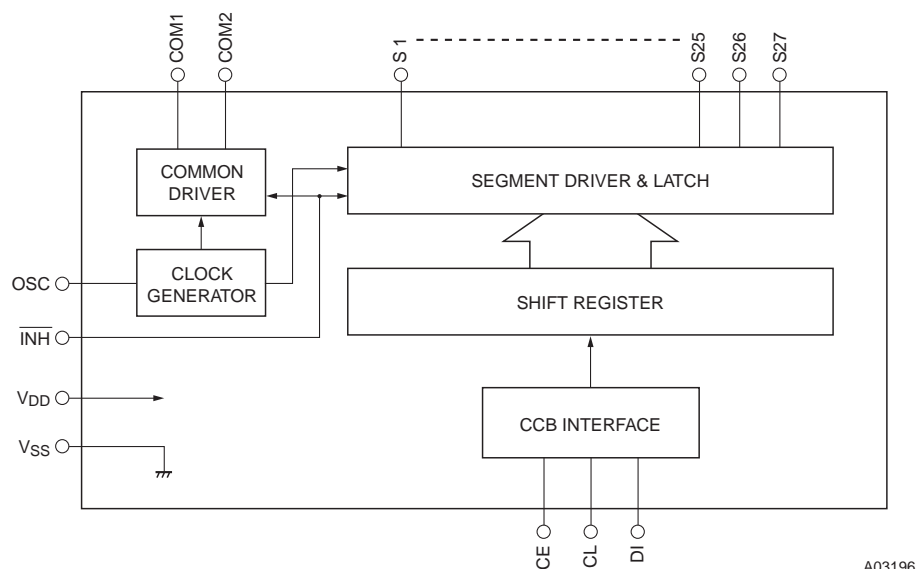 COM1
COM2
S 1
S25
S26
S27
COMMON
DRIVER
SEGMENT DRIVER & LATCH
OSC
CLOCK
GENERATOR
SHIFT REGISTER
INH
VDD
CCB INTERFACE
VSS
CE
CL
DI
A03196